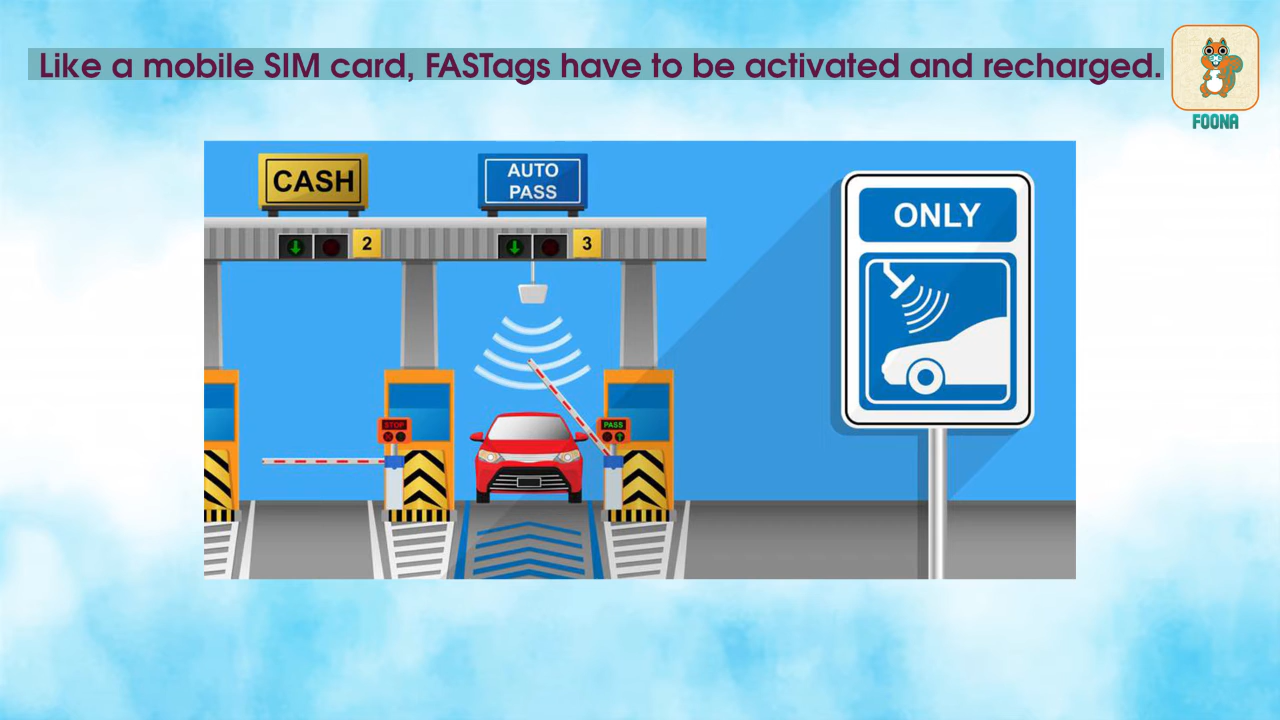 Like a mobile SIM card, FASTags have to be activated and recharged.
FOONA
CASH
AUTO
PASS
2
3
ONLY
STOP
PASS